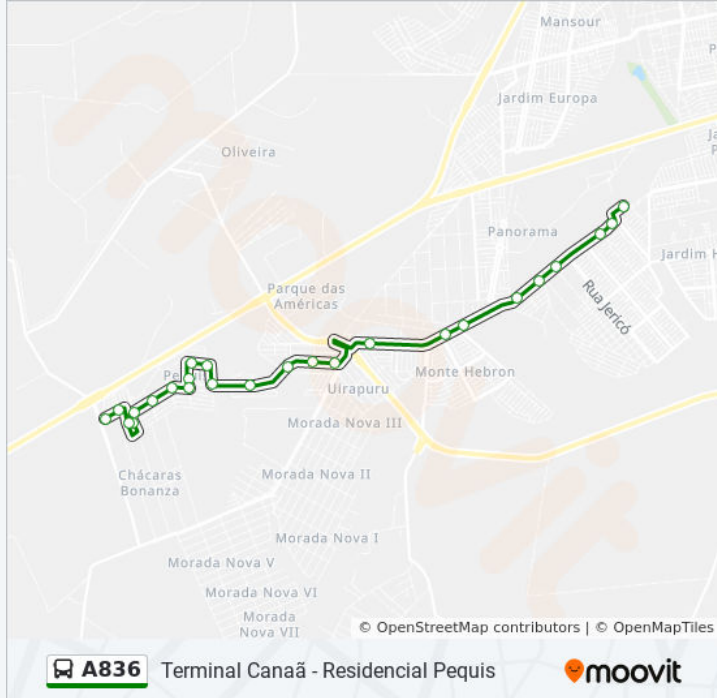 Mansour
Jardim Europa
Oliveira
Panorama
Jardim H
Parque das
Américas
Rua Jericó
Monte Hebron
Uirapuru
Morada Nova III
Chácaras
Bonanza
Morada Nova II
Morada Nova I
Morada Nova V
Morada Nova VI
Morada
Nova VII
© OpenStreetMap contributors | © OpenMapTiles
A836 Terminal Canaã - Residencial Pequis
moovit